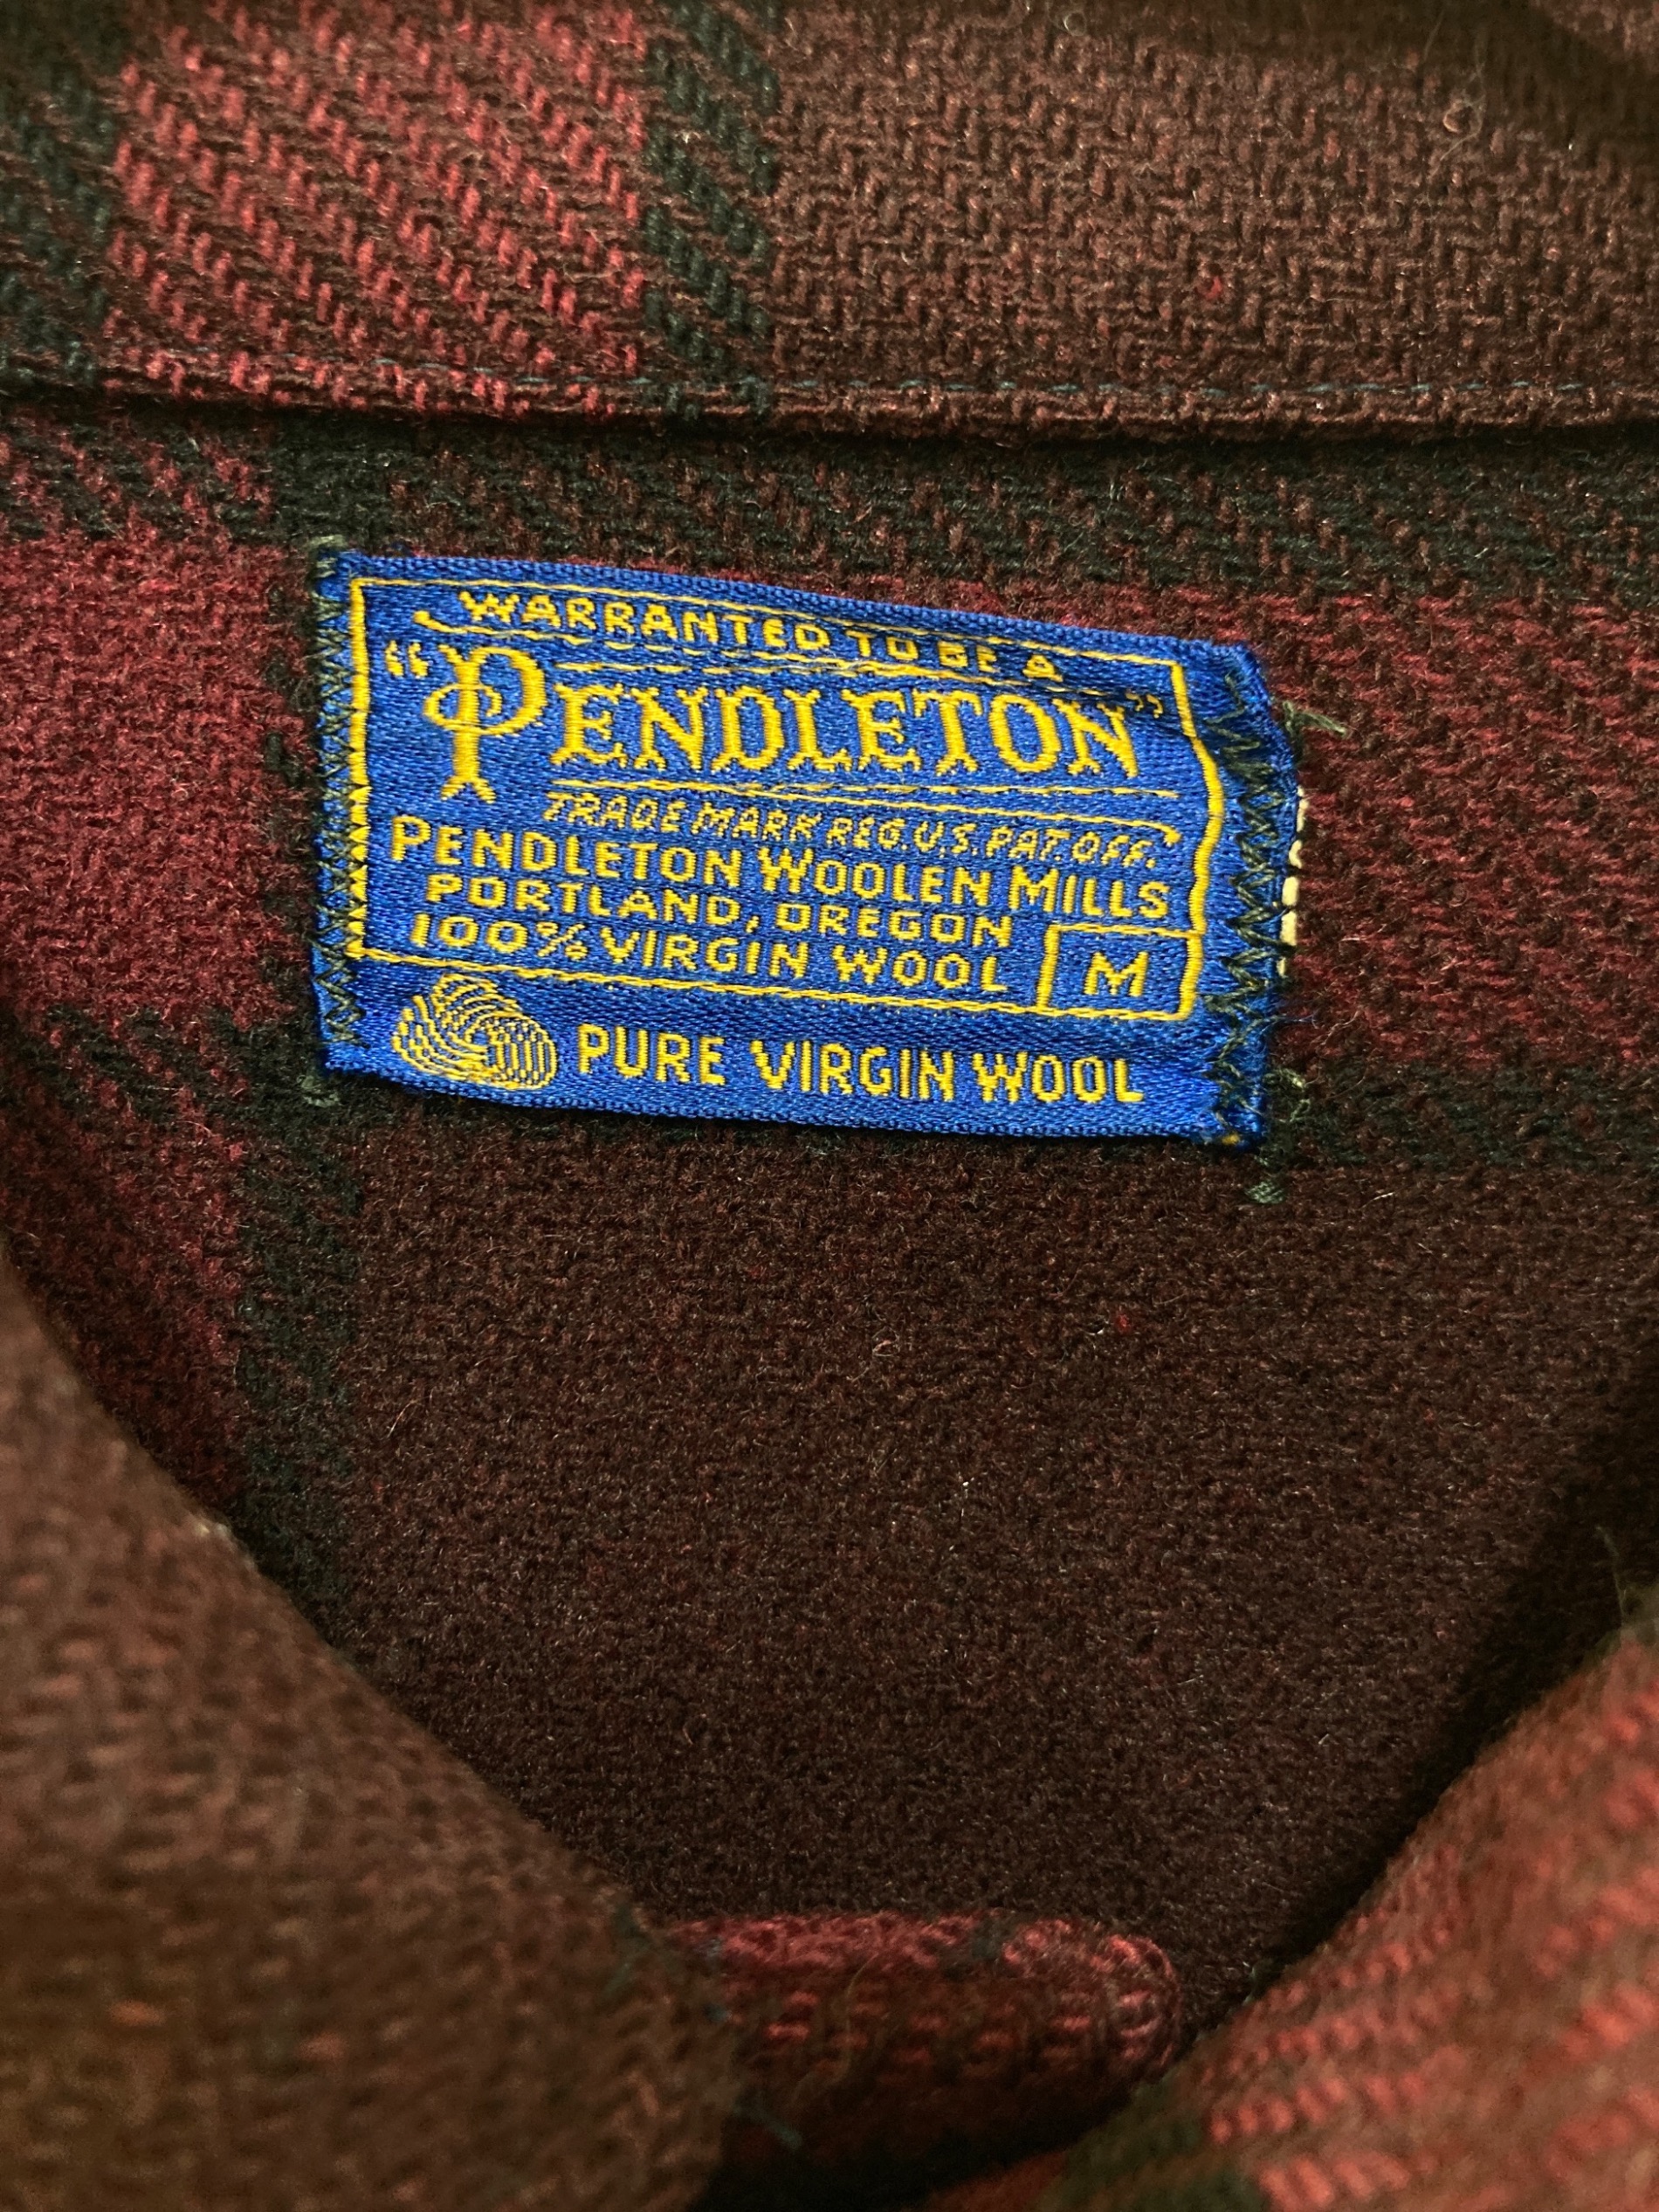 WARRANTED TO BE A
"PENDLETON"
TRADE MARK REG. U.S. PAT. OFF.
PENDLETON WOOLEN MILLS
PORTLAND, OREGON
100% VIRGIN WOOL M
PURE VIRGIN WOOL